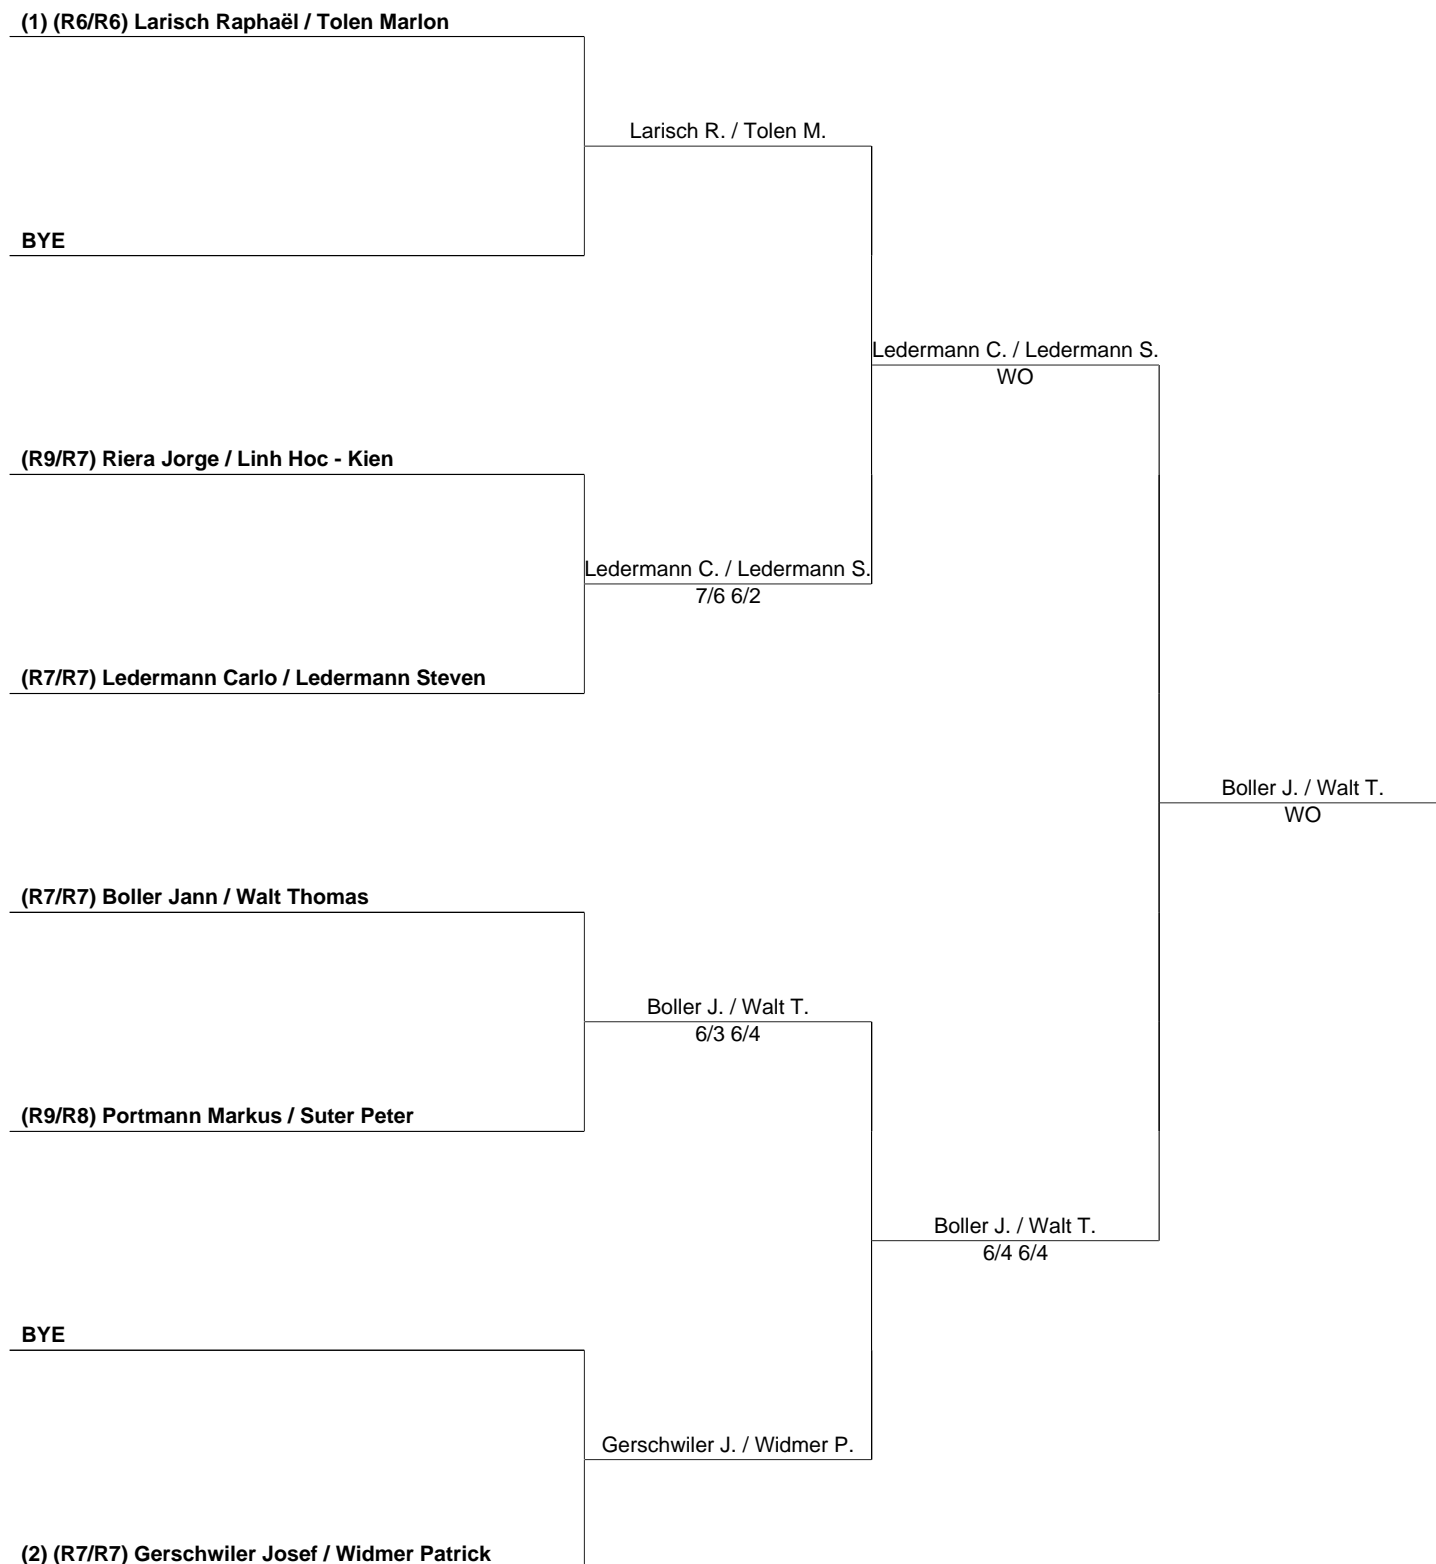 (1) (R6/R6) Larisch Raphaël / Tolen Marlon
Larisch R. / Tolen M.
BYE
Ledermann C. / Ledermann S.
WO
(R9/R7) Riera Jorge / Linh Hoc - Kien
Ledermann C. / Ledermann S.
7/6 6/2
(R7/R7) Ledermann Carlo / Ledermann Steven
Boller J. / Walt T.
WO
(R7/R7) Boller Jann / Walt Thomas
Boller J. / Walt T.
6/3 6/4
(R9/R8) Portmann Markus / Suter Peter
Boller J. / Walt T.
6/4 6/4
BYE
Gerschwiler J. / Widmer P.
(2) (R7/R7) Gerschwiler Josef / Widmer Patrick